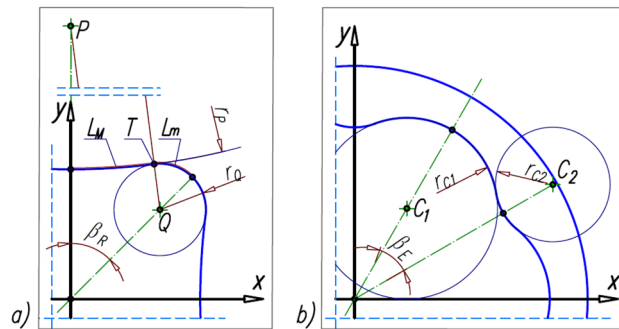 P
y
L_M
T
L_m
r_P
r_Q
Q
β_R
x
a)
y
r_C1
r_C2
C_2
C_1
β_E
x
b)